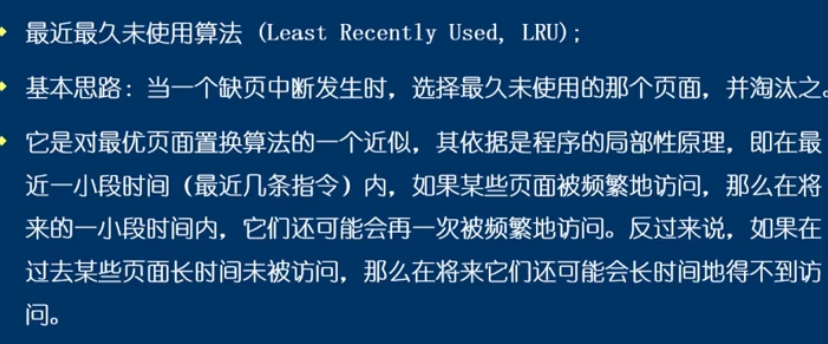 最近最久未使用算法 (Least Recently Used, LRU);
基本思路: 当一个缺页中断发生时，选择最久未使用的那个页面，并淘汰之。
它是对最优页面置换算法的一个近似，其依据是程序的局部性原理，即在最
近一小段时间（最近几条指令）内，如果某些页面被频繁地访问，那么在将
来的一小段时间内，它们还可能会再一次被频繁地访问。反过来说，如果在
过去某些页面长时间未被访问，那么在将来它们还可能会长时间地得不到访
问。